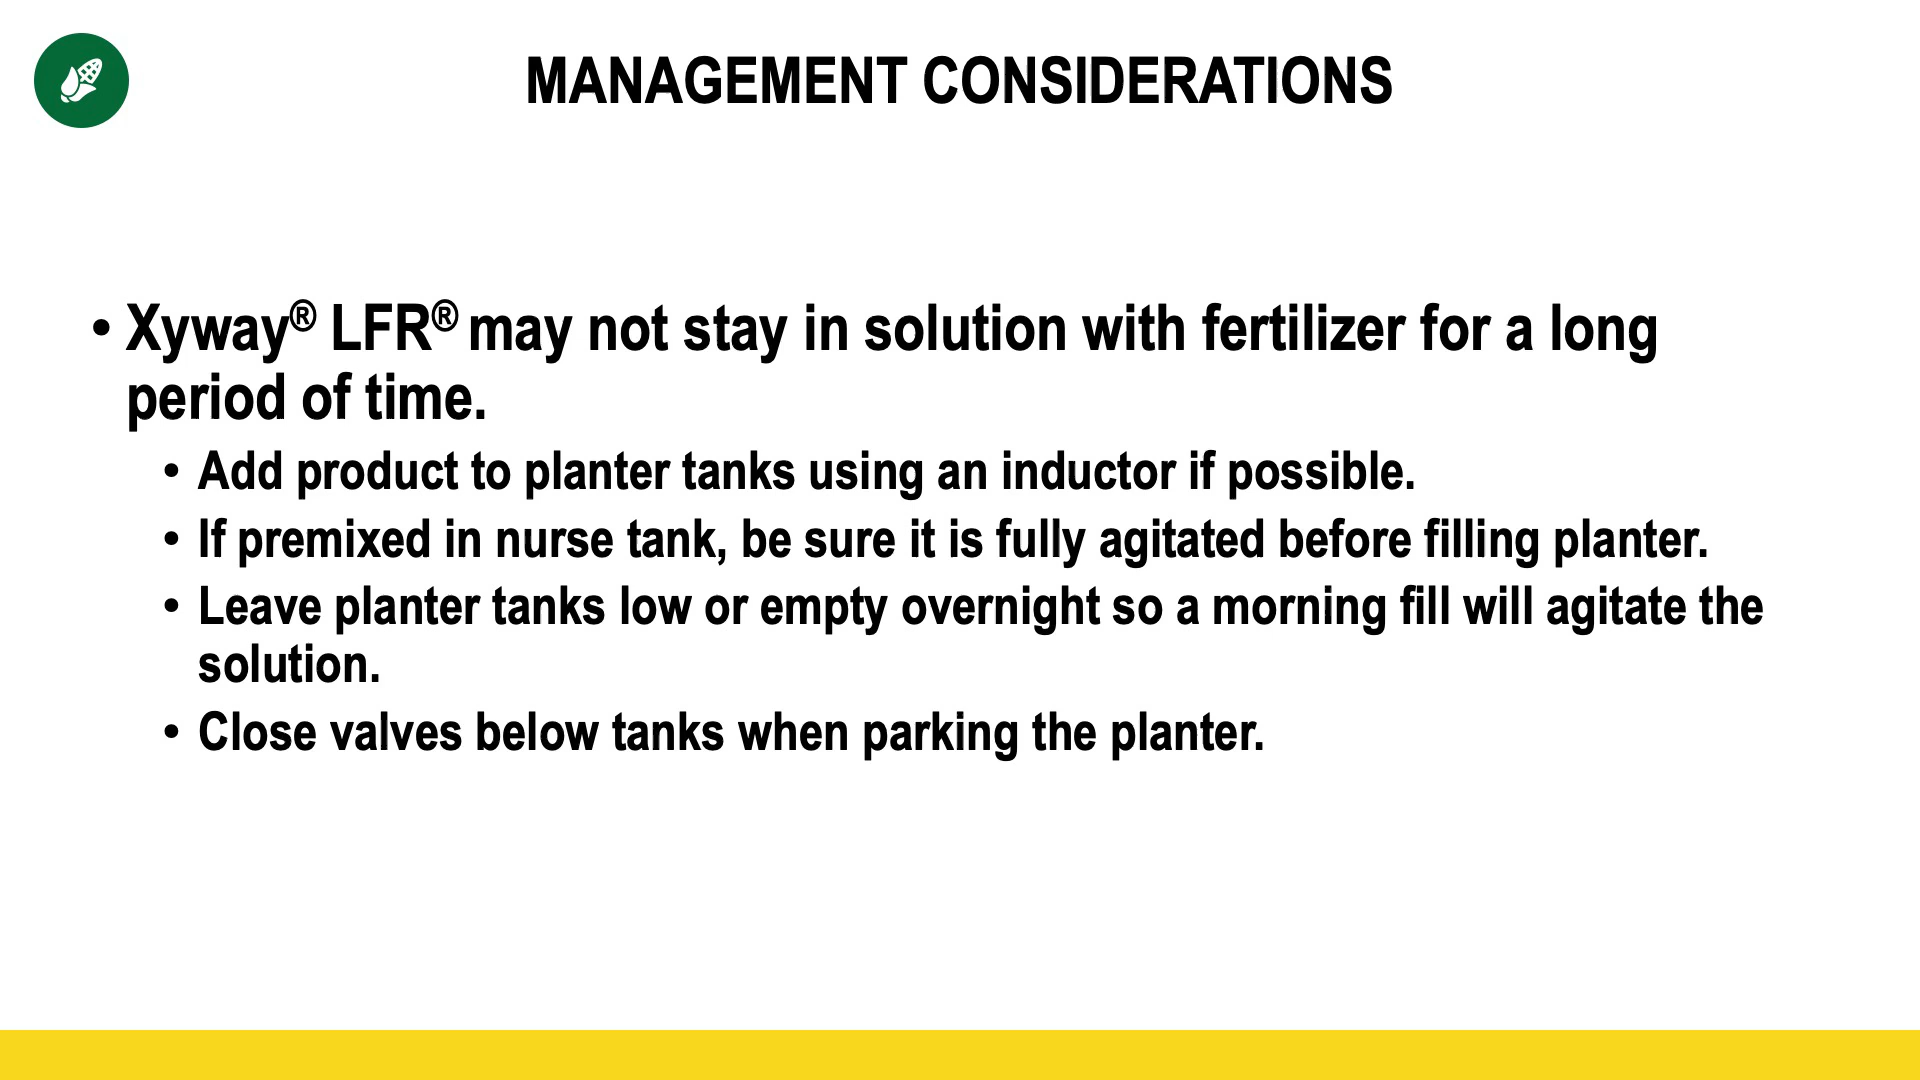 MANAGEMENT CONSIDERATIONS
• Xyway® LFR® may not stay in solution with fertilizer for a long
period of time.
• Add product to planter tanks using an inductor if possible.
• If premixed in nurse tank, be sure it is fully agitated before filling planter.
• Leave planter tanks low or empty overnight so a morning fill will agitate the
solution.
• Close valves below tanks when parking the planter.